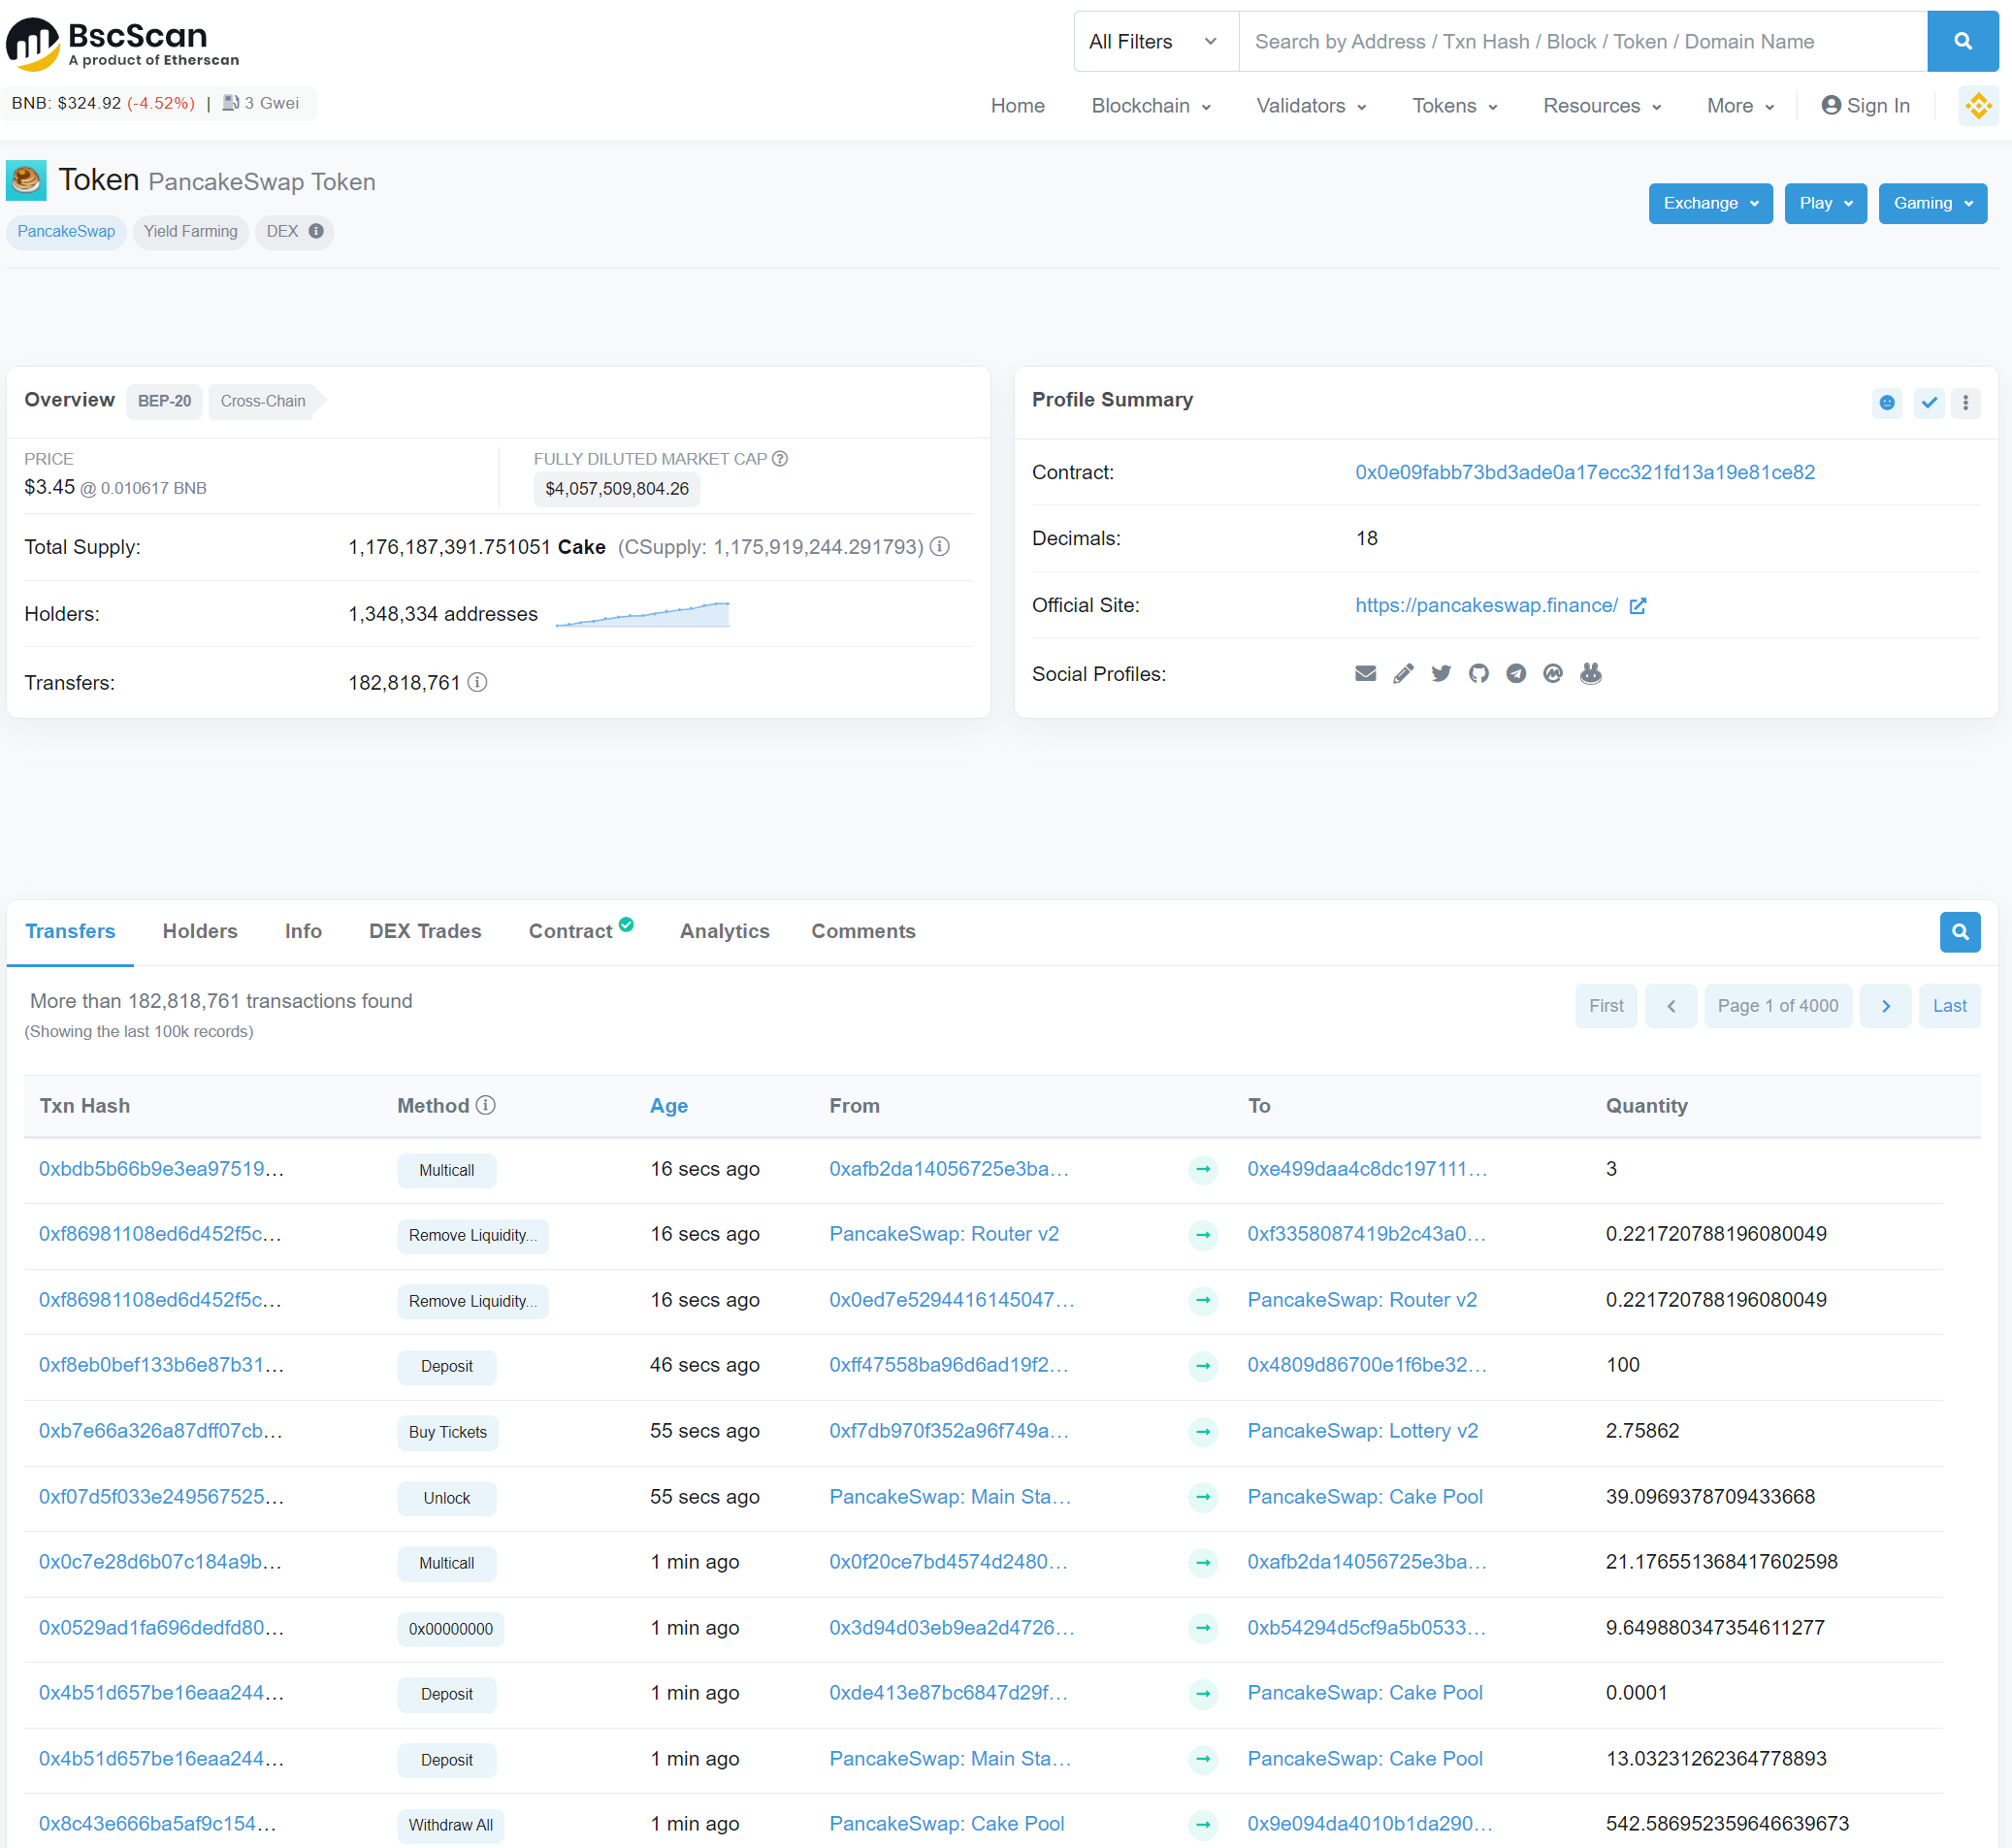 BscScan
A product of Etherscan
All Filters
Search by Address / Txn Hash / Block / Token / Domain Name
BNB: $324.92 (-4.52%) | 3 Gwei
Home Blockchain Validators Tokens Resources More Sign In
Token PancakeSwap Token
PancakeSwap Yield Farming DEX
Exchange Play Gaming
Overview BEP-20 Cross-Chain
PRICE
$3.45 @ 0.010617 BNB
FULLY DILUTED MARKET CAP
$4,057,509,804.26
Total Supply: 1,176,187,391.751051 Cake (CSupply: 1,175,919,244.291793)
Holders: 1,348,334 addresses
Transfers: 182,818,761
Profile Summary
Contract: 0x0e09fabb73bd3ade0a17ecc321fd13a19e81ce82
Decimals: 18
Official Site: https://pancakeswap.finance/
Social Profiles:
Transfers Holders Info DEX Trades Contract Analytics Comments
More than 182,818,761 transactions found
(Showing the last 100k records)
First Page 1 of 4000 Last
Txn Hash Method Age From To Quantity
0xbdb5b66b9e3ea97519... Multicall 16 secs ago 0xafb2da14056725e3ba... 0xe499daa4c8dc197111... 3
0xf86981108ed6d452f5c... Remove Liquidity... 16 secs ago PancakeSwap: Router v2 0xf3358087419b2c43a0... 0.221720788196080049
0xf86981108ed6d452f5c... Remove Liquidity... 16 secs ago 0x0ed7e5294416145047... PancakeSwap: Router v2 0.221720788196080049
0xf8eb0bef133b6e87b31... Deposit 46 secs ago 0xff47558ba96d6ad19f2... 0x4809d86700e1f6be32... 100
0xb7e66a326a87dff07cb... Buy Tickets 55 secs ago 0xf7db970f352a96f749a... PancakeSwap: Lottery v2 2.75862
0xf07d5f033e249567525... Unlock 55 secs ago PancakeSwap: Main Sta... PancakeSwap: Cake Pool 39.0969378709433668
0x0c7e28d6b07c184a9b... Multicall 1 min ago 0x0f20ce7bd4574d2480... 0xafb2da14056725e3ba... 21.176551368417602598
0x0529ad1fa696dedfd80... 0x00000000 1 min ago 0x3d94d03eb9ea2d4726... 0xb54294d5cf9a5b0533... 9.649880347354611277
0x4b51d657be16eaa244... Deposit 1 min ago 0xde413e87bc6847d29f... PancakeSwap: Cake Pool 0.0001
0x4b51d657be16eaa244... Deposit 1 min ago PancakeSwap: Main Sta... PancakeSwap: Cake Pool 13.03231262364778893
0x8c43e666ba5af9c154... Withdraw All 1 min ago PancakeSwap: Cake Pool 0x9e094da4010b1da290... 542.586952359646639673